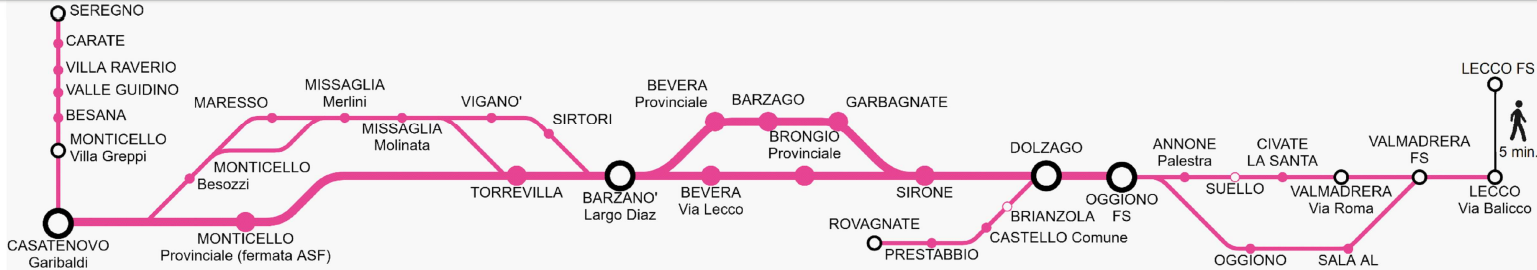 SEREGNO
CARATE
VILLA RAVERIO
VALLE GUIDINO
BESANA
MONTICELLO
Villa Greppi
CASATENOVO
Garibaldi
MARESSO
MONTICELLO
Besozzi
MONTICELLO
Provinciale (fermata ASF)
MISSAGLIA
Merlini
MISSAGLIA
Molinata
VIGANO'
SIRTORI
TORREVILLA
BARZANO'
Largo Diaz
BEVERA
Provinciale
BARZAGO
GARBAGNATE
BRONGIO
Provinciale
BEVERA
Via Lecco
SIRONE
ROVAGNATE
PRESTABBIO
CASTELLO Comune
BRIANZOLA
DOLZAGO
OGGIONO
FS
ANNONE
Palestra
SUELLO
CIVATE
LA SANTA
VALMADRERA
Via Roma
VALMADRERA
FS
OGGIONO
SALA AL
LECCO FS
5 min.
LECCO
Via Balicco